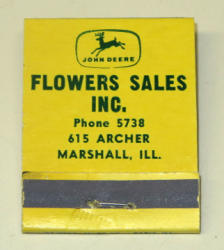 JOHN DEERE
FLOWERS SALES
INC.
Phone 5738
615 ARCHER
MARSHALL, ILL.